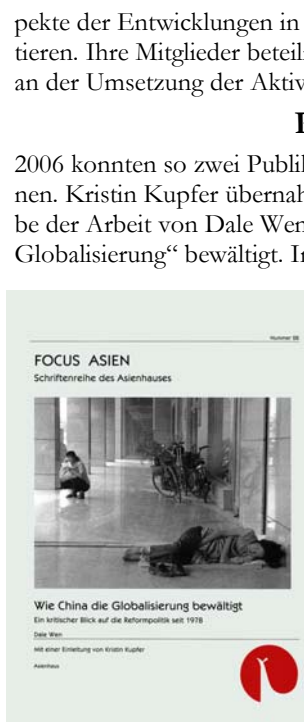 pekte der Entwicklungen in
tieren. Ihre Mitglieder beteil
an der Umsetzung der Aktiv
2006 konnten so zwei Publil
nen. Kristin Kupfer übernah
be der Arbeit von Dale Wen
Globalisierung“ bewältigt. In
FOCUS ASIEN
Schriftenreihe des Asienhauses
Wie China die Globalisierung bewältigt
Ein kritischer Blick auf die Reformpolitik seit 1978
Dale Wen
Mit einer Einleitung von Kristin Kupfer
Asienhaus